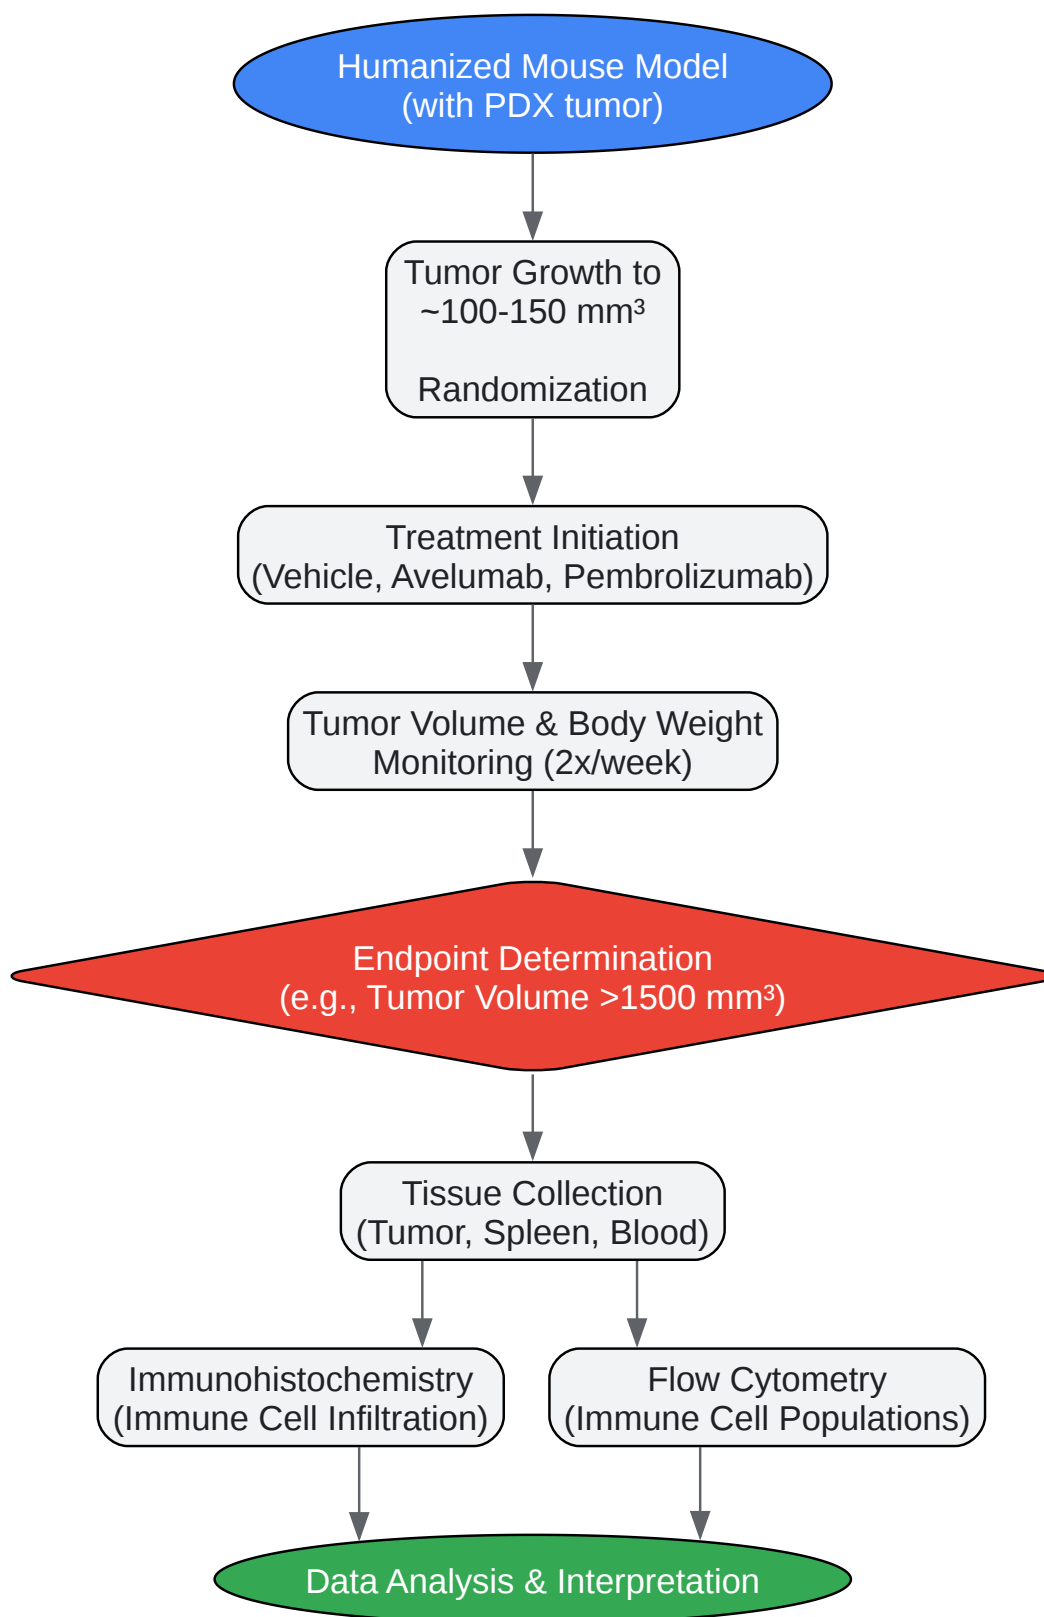 Humanized Mouse Model
(with PDX tumor)
Tumor Growth to
~100-150 mm³
Randomization
Treatment Initiation
(Vehicle, Avelumab, Pembrolizumab)
Tumor Volume & Body Weight
Monitoring (2x/week)
Endpoint Determination
(e.g., Tumor Volume >1500 mm³)
Tissue Collection
(Tumor, Spleen, Blood)
Immunohistochemistry
(Immune Cell Infiltration)
Flow Cytometry
(Immune Cell Populations)
Data Analysis & Interpretation